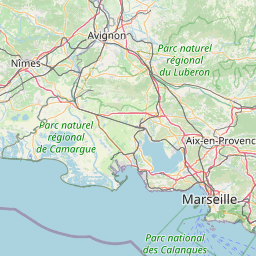 Avignon
Nîmes
Parc naturel
régional
du Luberon
Parc naturel
régional
de Camargue
Aix-en-Provence
Marseille
Parc national
des Calanques